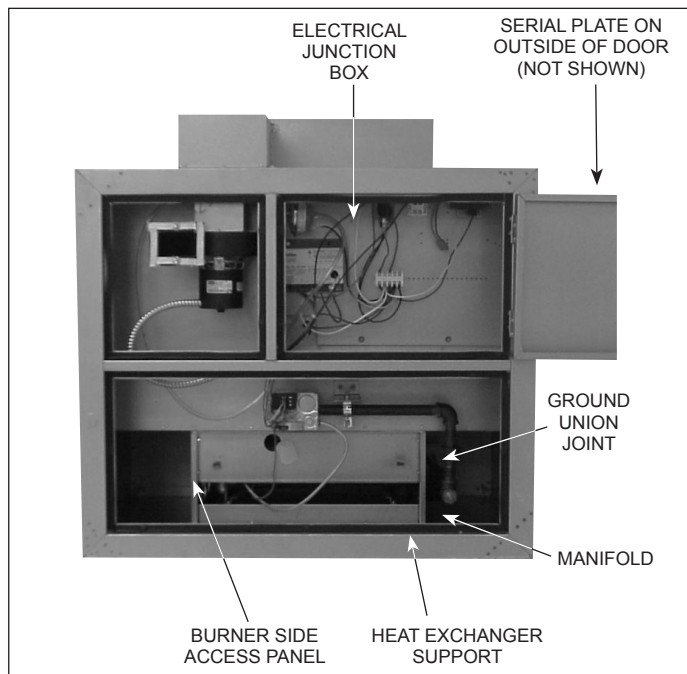 ELECTRICAL
JUNCTION
BOX
SERIAL PLATE ON
OUTSIDE OF DOOR
(NOT SHOWN)
GROUND
UNION
JOINT
MANIFOLD
BURNER SIDE
ACCESS PANEL
HEAT EXCHANGER
SUPPORT